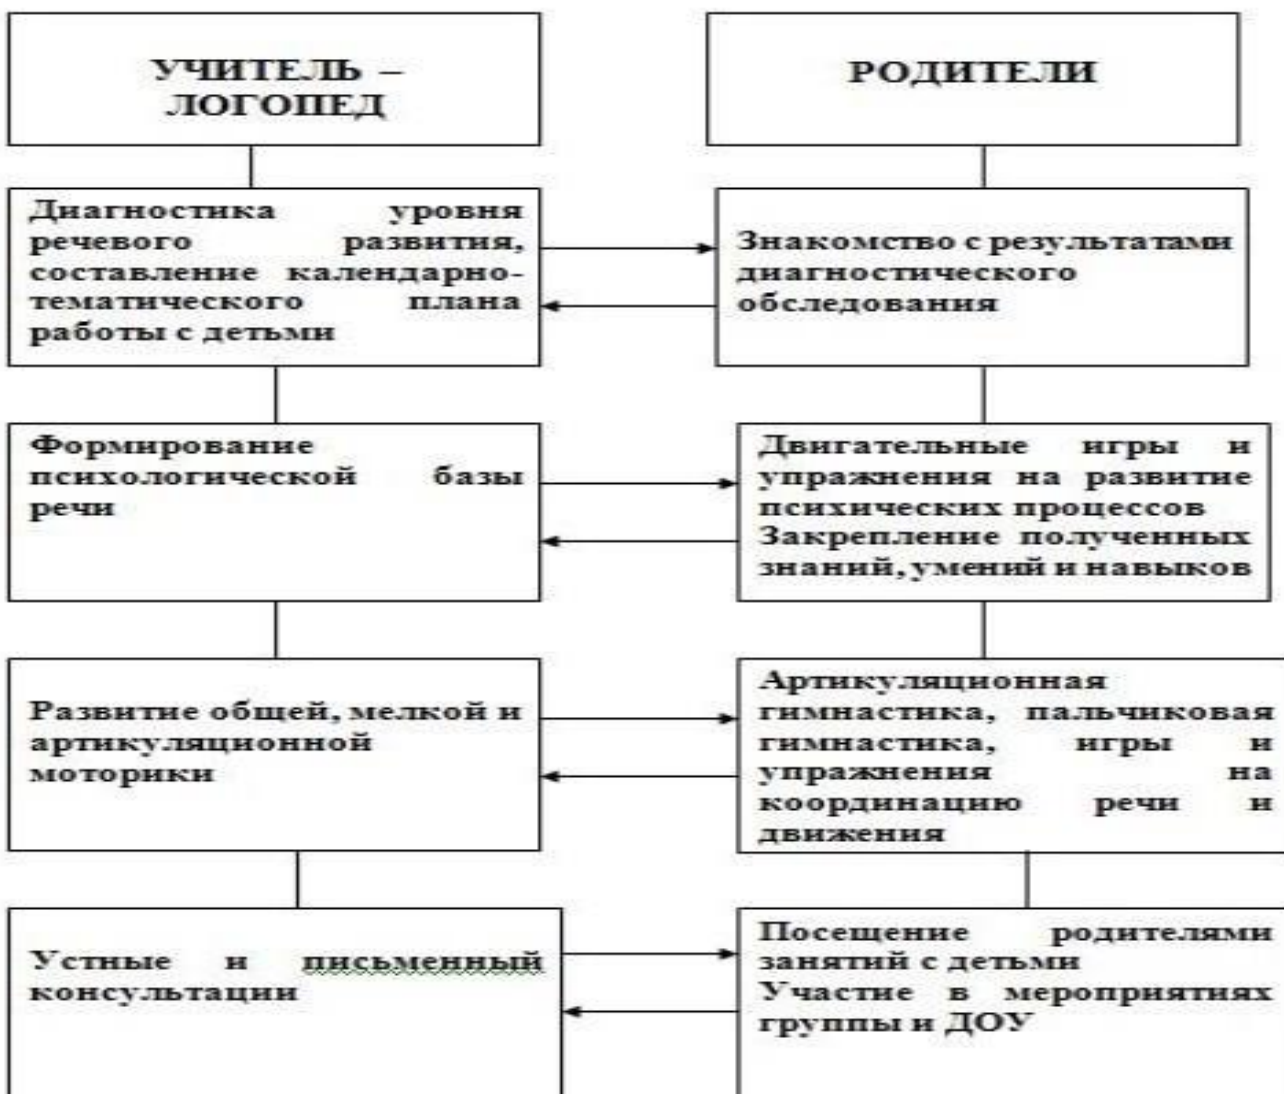 УЧИТЕЛЬ –
ЛОГОПЕД
РОДИТЕЛИ
Диагностика уровня
речевого развития,
составление календарно-
тематического плана
работы с детьми
Знакомство с результатами
диагностического
обследования
Формирование
психологической базы
речи
Двигательные игры и
упражнения на развитие
психических процессов
Закрепление полученных
знаний, умений и навыков
Развитие общей, мелкой и
артикуляционной
моторики
Артикуляционная
гимнастика, пальчиковая
гимнастика, игры и
упражнения на
координацию речи и
движения
Устные и письменный
консультации
Посещение родителями
занятий с детьми
Участие в мероприятиях
группы и ДОУ